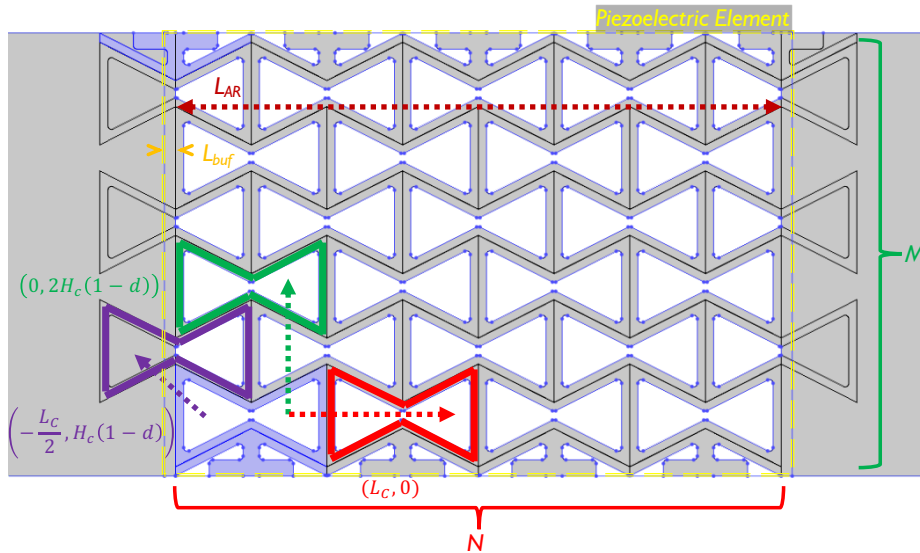 Piezoelectric Element
L_AR
L_buf
(0, 2H_c(1 − d))
M
(−L_C/2, H_c(1 − d))
(L_C, 0)
N